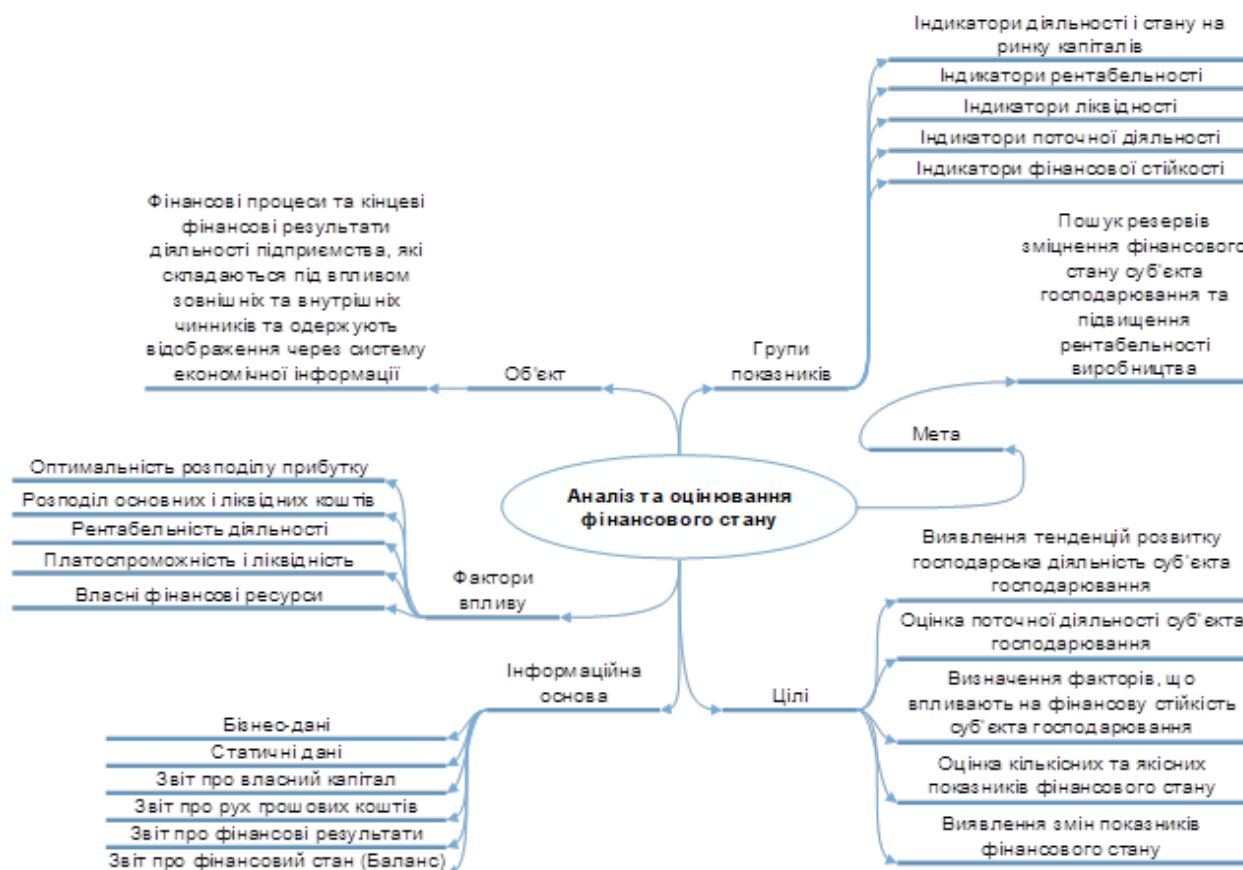 Індикатори діяльності і стану на
ринку капіталів
Індикатори рентабельності
Індикатори ліквідності
Індикатори поточної діяльності
Індикатори фінансової стійкості
Групи
показників
Фінансові процеси та кінцеві
фінансові результати
діяльності підприємства, які
складаються під впливом
зовнішніх та внутрішніх
чинників та одержують
відображення через систему
економічної інформації
Об'єкт
Пошук резервів
зміцнення фінансового
стану суб'єкта
господарювання та
підвищення
рентабельності
виробництва
Мета
Аналіз та оцінювання
фінансового стану
Оптимальність розподілу прибутку
Розподіл основних і ліквідних коштів
Рентабельність діяльності
Платоспроможність і ліквідність
Власні фінансові ресурси
Фактори
впливу
Інформаційна
основа
Бізнес-дані
Статичні дані
Звіт про власний капітал
Звіт про рух грошових коштів
Звіт про фінансові результати
Звіт про фінансовий стан (Баланс)
Цілі
Виявлення тенденцій розвитку
господарська діяльність суб'єкта
господарювання
Оцінка поточної діяльності суб'єкта
господарювання
Визначення факторів, що
впливають на фінансову стійкість
суб'єкта господарювання
Оцінка кількісних та якісних
показників фінансового стану
Виявлення змін показників
фінансового стану